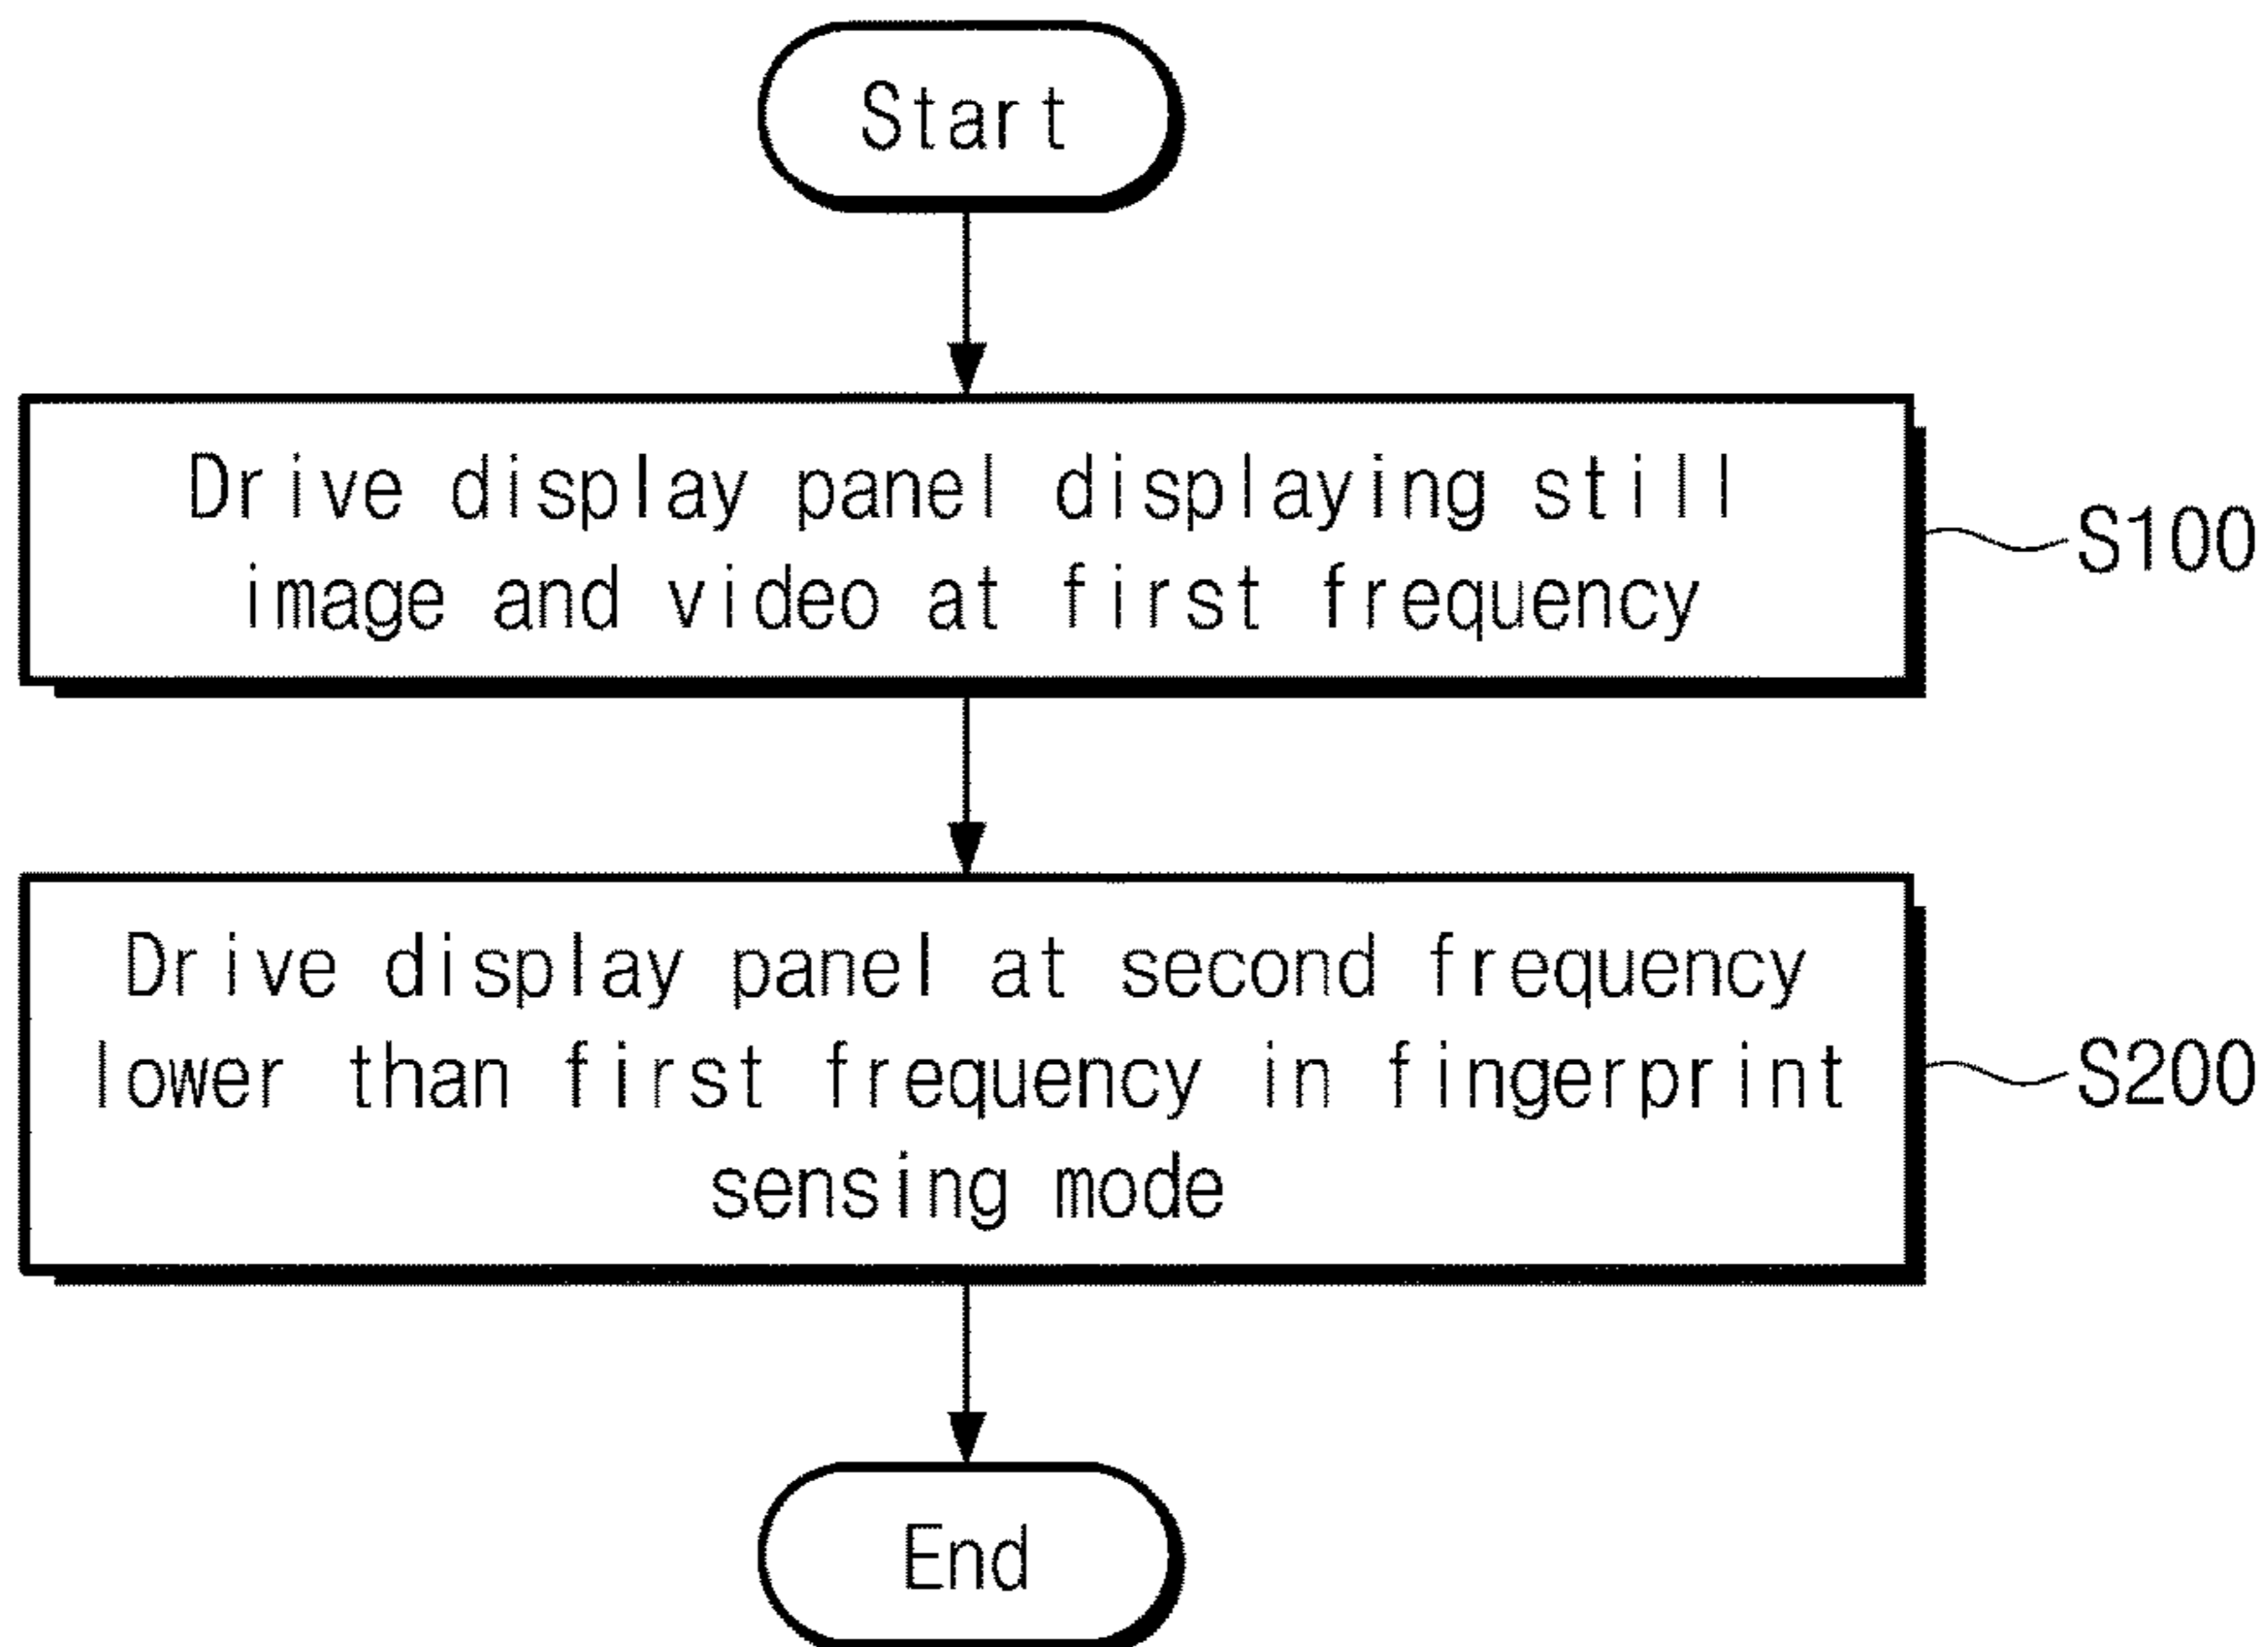 Start
Drive display panel displaying still
image and video at first frequency
S100
Drive display panel at second frequency
lower than first frequency in fingerprint
sensing mode
S200
End